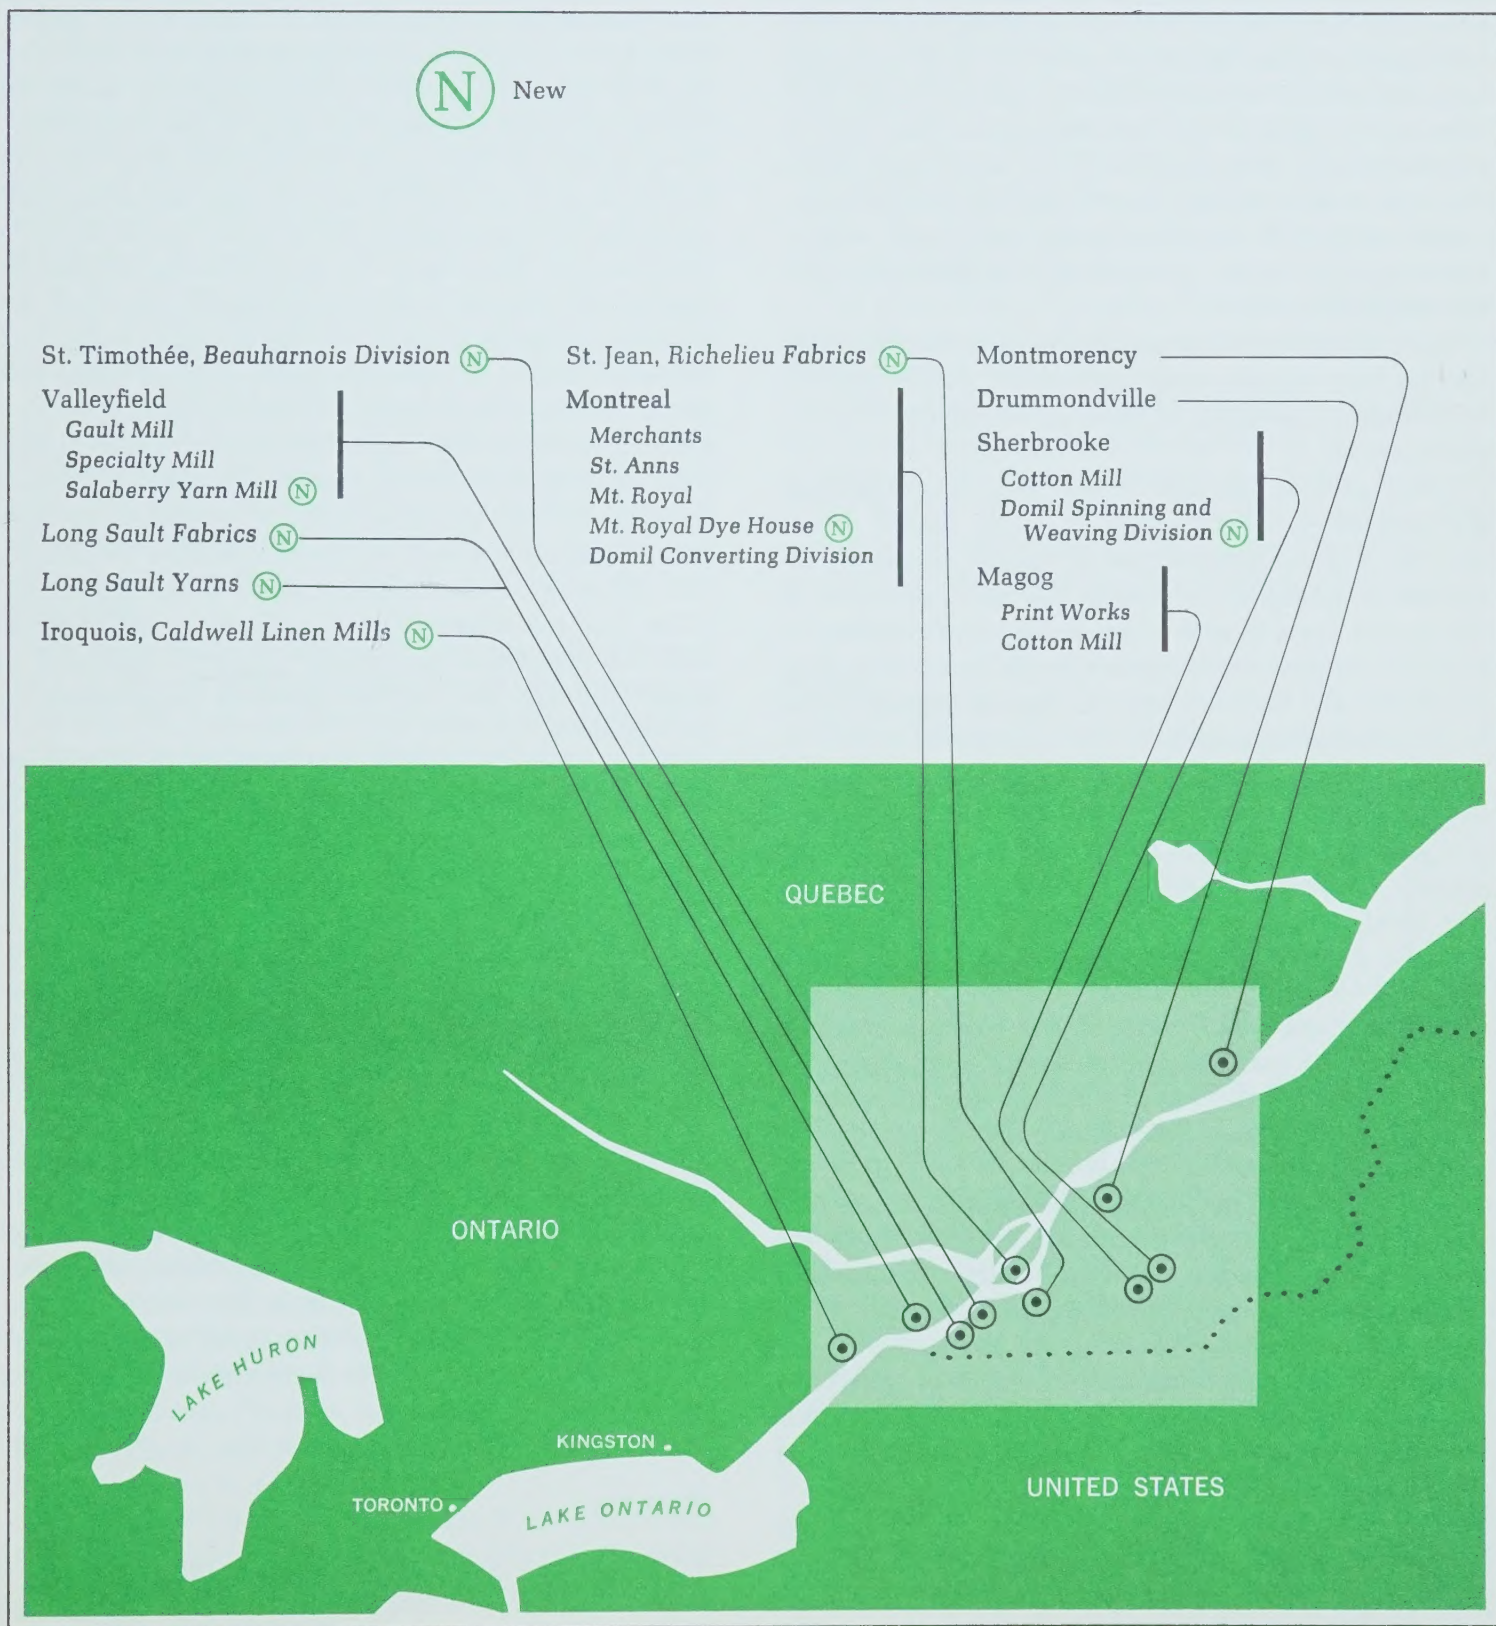 N New
St. Timothée, Beauharnois Division N
Valleyfield
Gault Mill
Specialty Mill
Salaberry Yarn Mill N
Long Sault Fabrics N
Long Sault Yarns N
Iroquois, Caldwell Linen Mills N
St. Jean, Richelieu Fabrics N
Montreal
Merchants
St. Anns
Mt. Royal
Mt. Royal Dye House N
Domil Converting Division
Montmorency
Drummondville
Sherbrooke
Cotton Mill
Domil Spinning and
Weaving Division N
Magog
Print Works
Cotton Mill
QUEBEC
ONTARIO
LAKE HURON
KINGSTON
TORONTO
LAKE ONTARIO
UNITED STATES